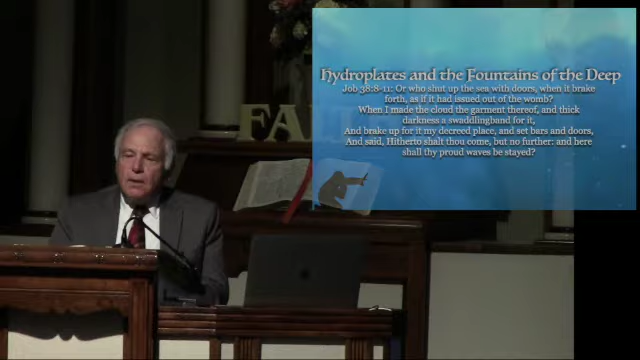 Hydroplates and the Fountains of the Deep
Job 38:8-11: Or who shut up the sea with doors, when it brake
forth, as if it had issued out of the womb?
When I made the cloud the garment thereof, and thick
darkness a swaddlingband for it,
And brake up for it my decreed place, and set bars and doors,
And said, Hitherto shalt thou come, but no further: and here
shall thy proud waves be stayed?